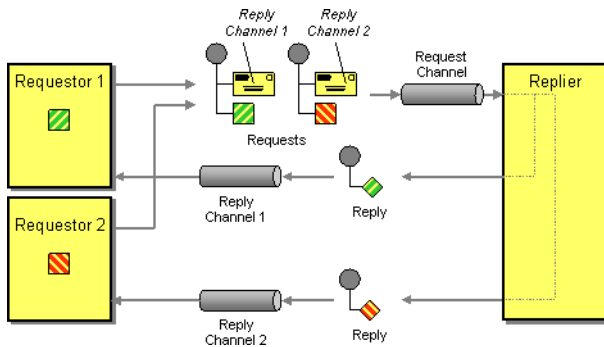 Reply
Channel 1
Reply
Channel 2
Request
Channel
Requestor 1
Replier
Requests
Reply
Channel 1
Reply
Requestor 2
Reply
Channel 2
Reply